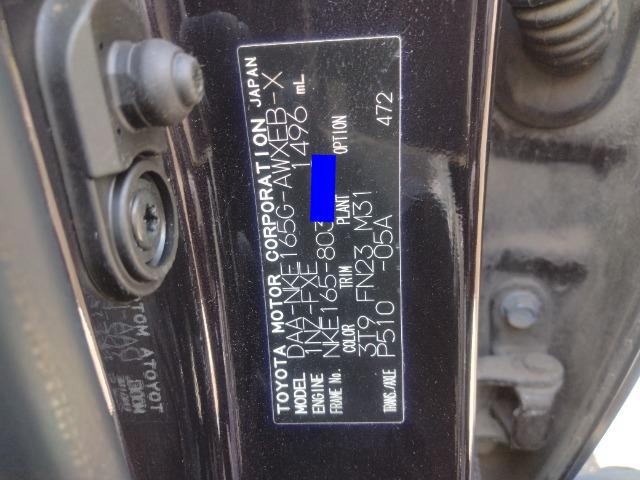 TOYOTA MOTOR CORPORATION JAPAN
MODEL DAA-NKE165G-AWXEB-X
ENGINE 1NZ-FXE 1496 mL
FRAME No. NKE165-803
COLOR TRIM PLANT OPTION
3T9 FN23 M31 472
TRANS./AXLE P510 -05A